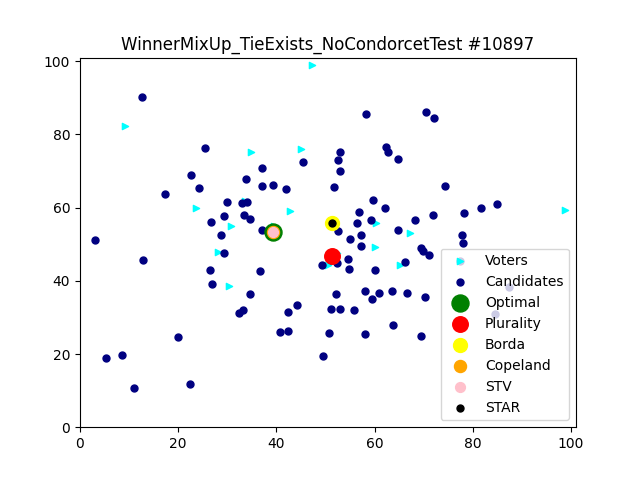 WinnerMixUp_TieExists_NoCondorcetTest #10897
100
80
60
40
20
0
0 20 40 60 80 100
Voters
Candidates
Optimal
Plurality
Borda
Copeland
STV
STAR